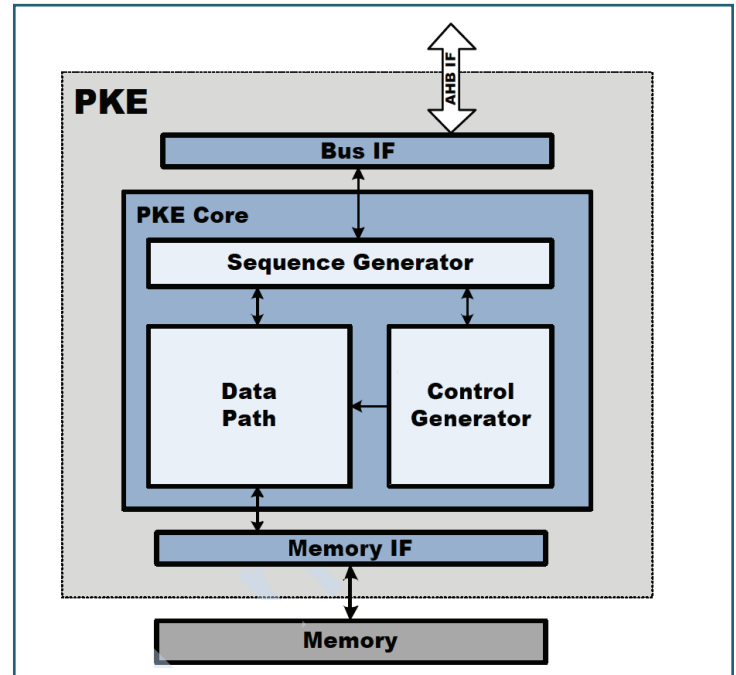 AHB IF
PKE
Bus IF
PKE Core
Sequence Generator
Data
Path
Control
Generator
Memory IF
Memory